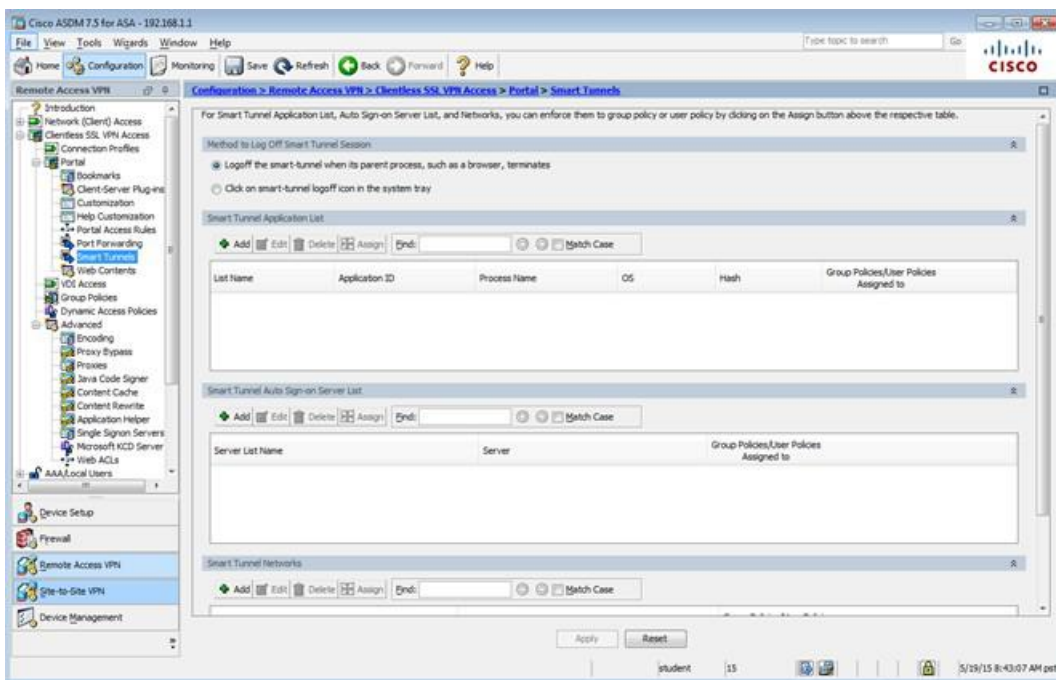 Cisco ASDM 7.5 for ASA - 192.168.1.1
File View Tools Wizards Window Help
Type topic to search Go
Home Configuration Monitoring Save Refresh Back Forward Help
CISCO
Remote Access VPN
Configuration > Remote Access VPN > Clientless SSL VPN Access > Portal > Smart Tunnels
Introduction
Network (Client) Access
Clientless SSL VPN Access
Connection Profiles
Portal
Bookmarks
Client-Server Plug-ins
Customization
Help Customization
Portal Access Rules
Port Forwarding
Smart Tunnels
Web Contents
VDI Access
Group Policies
Dynamic Access Policies
Advanced
Encoding
Proxy Bypass
Proxies
Java Code Signer
Content Cache
Content Rewrite
Application Helper
Single Signon Servers
Microsoft KCD Server
Web ACLs
AAA/Local Users
Device Setup
Firewall
Remote Access VPN
Site-to-Site VPN
Device Management
For Smart Tunnel Application List, Auto Sign-on Server List, and Networks, you can enforce them to group policy or user policy by clicking on the Assign button above the respective table.
Method to Log Off Smart Tunnel Session
Logoff the smart-tunnel when its parent process, such as a browser, terminates
Click on smart-tunnel logoff icon in the system tray
Smart Tunnel Application List
Add Edit Delete Assign Find: Match Case
List Name Application ID Process Name OS Hash Group Policies/User Policies Assigned to
Smart Tunnel Auto Sign-on Server List
Add Edit Delete Assign Find: Match Case
Server List Name Server Group Policies/User Policies Assigned to
Smart Tunnel Networks
Add Edit Delete Assign Find: Match Case
Apply Reset
student 15 5/19/15 8:43:07 AM pst